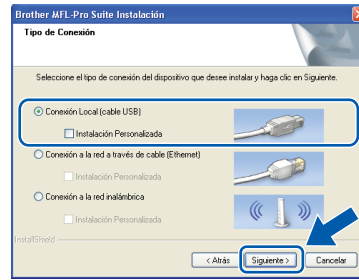 Brother MFL-Pro Suite Instalación
Tipo de Conexión
Seleccione el tipo de conexión del dispositivo que desee instalar y haga clic en Siguiente.
Conexión Local (cable USB)
Instalación Personalizada
Conexión a la red a través de cable (Ethernet)
Instalación Personalizada
Conexión a la red inalámbrica
Instalación Personalizada
InstallShield
< Atrás
Siguiente >
Cancelar